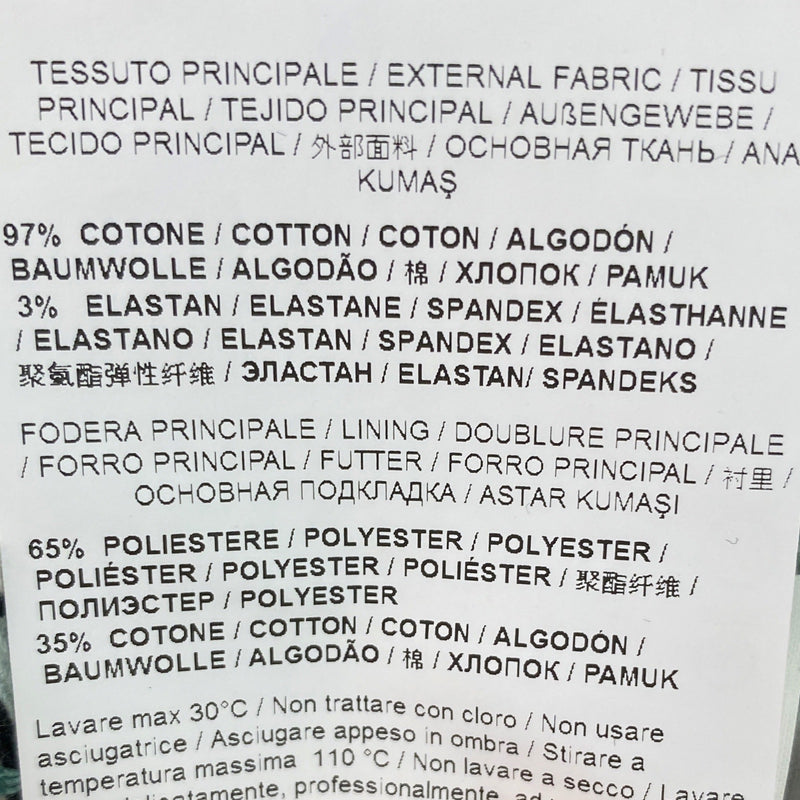 TESSUTO PRINCIPALE / EXTERNAL FABRIC / TISSU
PRINCIPAL / TEJIDO PRINCIPAL / AUßENGEWEBE /
TECIDO PRINCIPAL / 外部面料 / ОСНОВНАЯ ТКАНЬ / ANA
KUMAŞ
97% COTONE / COTTON / COTON / ALGODÓN /
BAUMWOLLE / ALGODÃO / 棉 / ХЛОПОК / PAMUK
3% ELASTAN / ELASTANE / SPANDEX / ÉLASTHANNE
/ ELASTANO / ELASTAN / SPANDEX / ELASTANO /
聚氨酯弹性纤维 / ЭЛАСТАН / ELASTAN/ SPANDEKS
FODERA PRINCIPALE / LINING / DOUBLURE PRINCIPALE
/ FORRO PRINCIPAL / FUTTER / FORRO PRINCIPAL / 衬里 /
ОСНОВНАЯ ПОДКЛАДКА / ASTAR KUMAŞI
65% POLIESTERE / POLYESTER / POLYESTER /
POLIÉSTER / POLYESTER / POLIÉSTER / 聚酯纤维 /
ПОЛИЭСТЕР / POLYESTER
35% COTONE / COTTON / COTON / ALGODÓN /
BAUMWOLLE / ALGODÃO / 棉 / ХЛОПОК / PAMUK
Lavare max 30°C / Non trattare con cloro / Non usare
asciugatrice / Asciugare appeso in ombra / Stirare a
temperatura massima 110 °C / Non lavare a secco / Lavare
delicatamente, professionalmente, ad